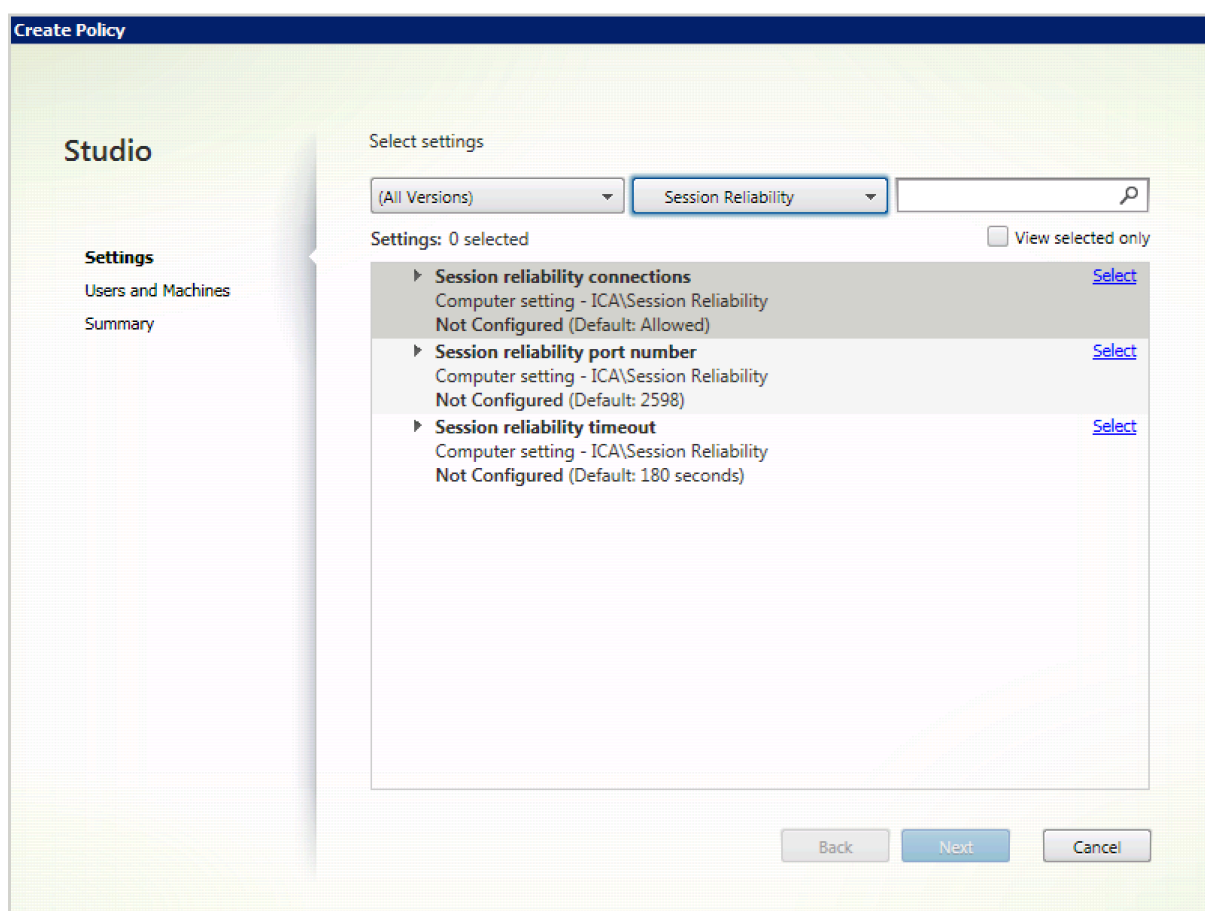 Create Policy
Studio
Select settings
(All Versions)
Session Reliability
Settings: 0 selected
View selected only
Settings
Users and Machines
Summary
Session reliability connections
Select
Computer setting - ICA\Session Reliability
Not Configured (Default: Allowed)
Session reliability port number
Select
Computer setting - ICA\Session Reliability
Not Configured (Default: 2598)
Session reliability timeout
Select
Computer setting - ICA\Session Reliability
Not Configured (Default: 180 seconds)
Back
Next
Cancel